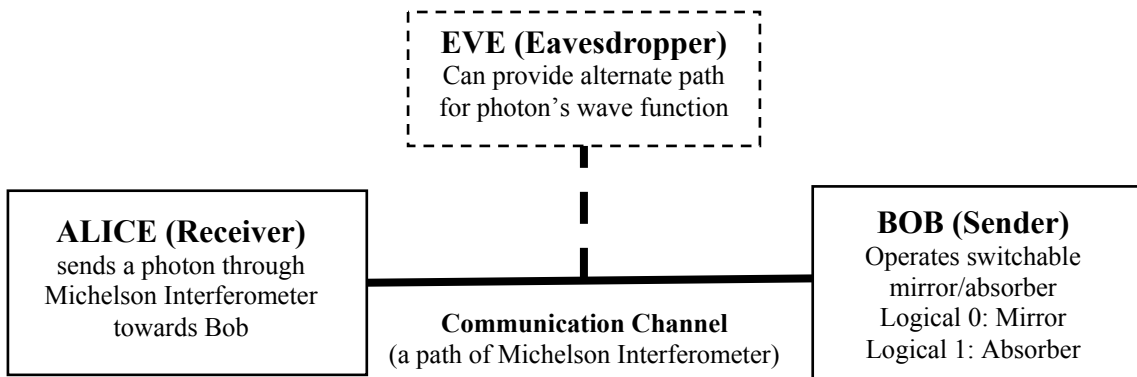 EVE (Eavesdropper)
Can provide alternate path
for photon's wave function
ALICE (Receiver)
sends a photon through
Michelson Interferometer
towards Bob
Communication Channel
(a path of Michelson Interferometer)
BOB (Sender)
Operates switchable
mirror/absorber
Logical 0: Mirror
Logical 1: Absorber